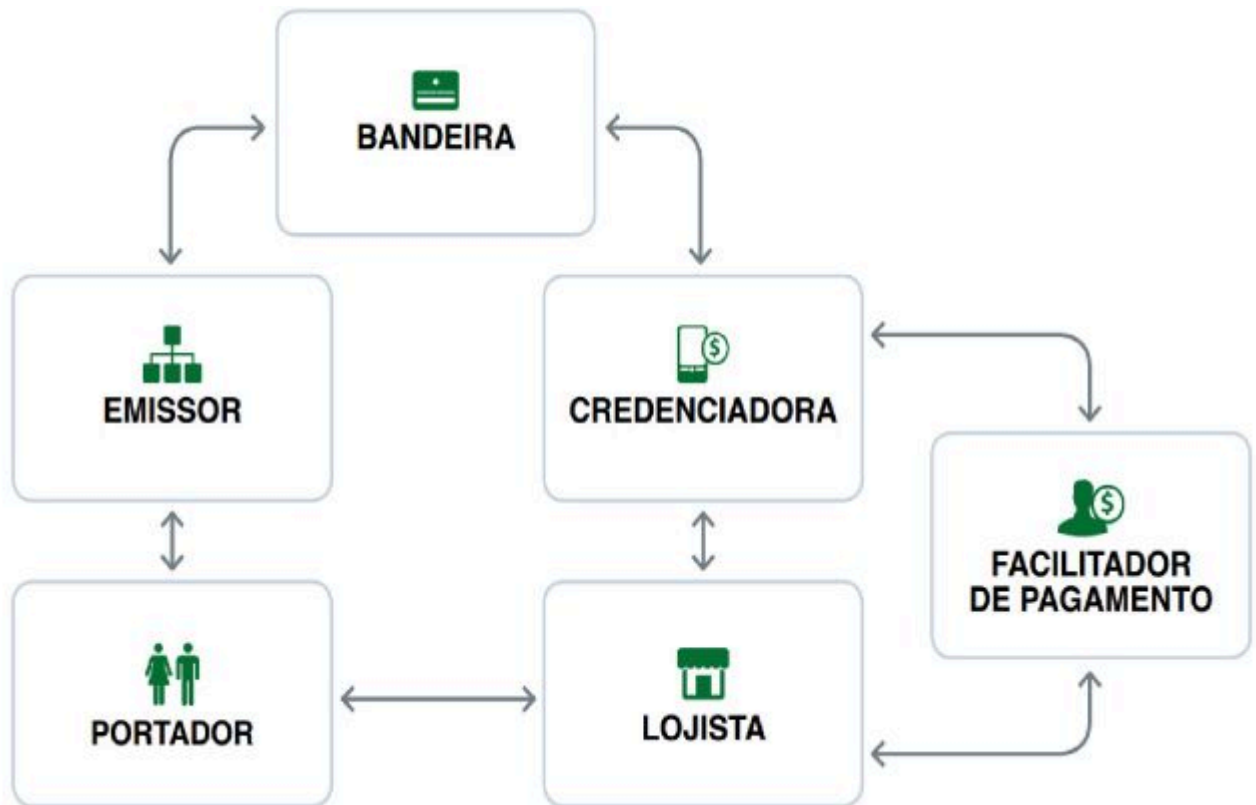 BANDEIRA
EMISSOR
CREDENCIADORA
$
FACILITADOR
DE PAGAMENTO
$
PORTADOR
LOJISTA